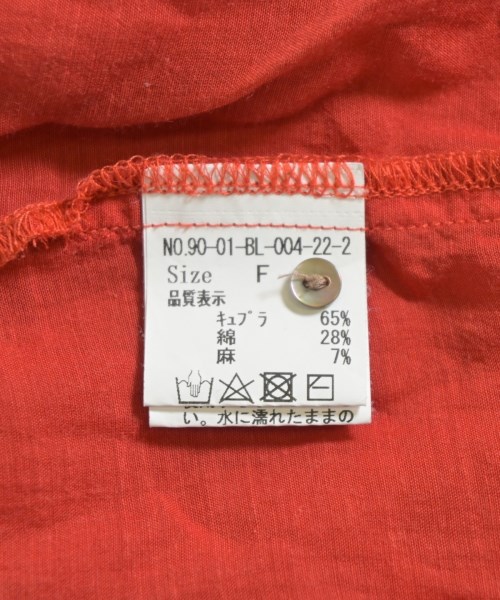 NO.90-01-BL-004-22-2
Size F
品質表示
ｷｭﾌﾟﾗ 65%
綿 28%
麻 7%
い。水に濡れたままの